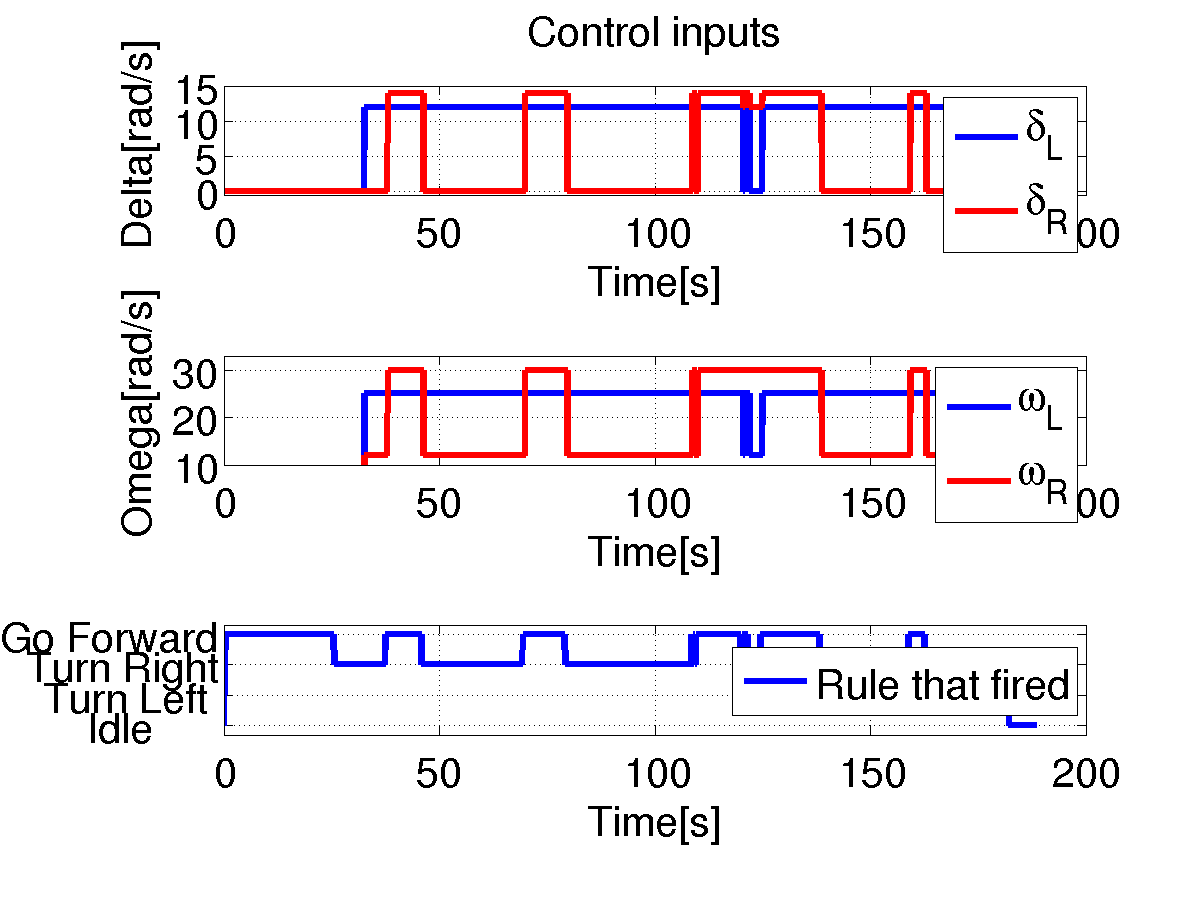 Control inputs
Delta[rad/s]
15
10
5
0
0 50 100 150 00
Time[s]
δL
δR
Omega[rad/s]
30
20
10
0 50 100 150 00
Time[s]
ωL
ωR
Go Forward
Turn Right
Turn Left
Idle
Rule that fired
0 50 100 150 200
Time[s]